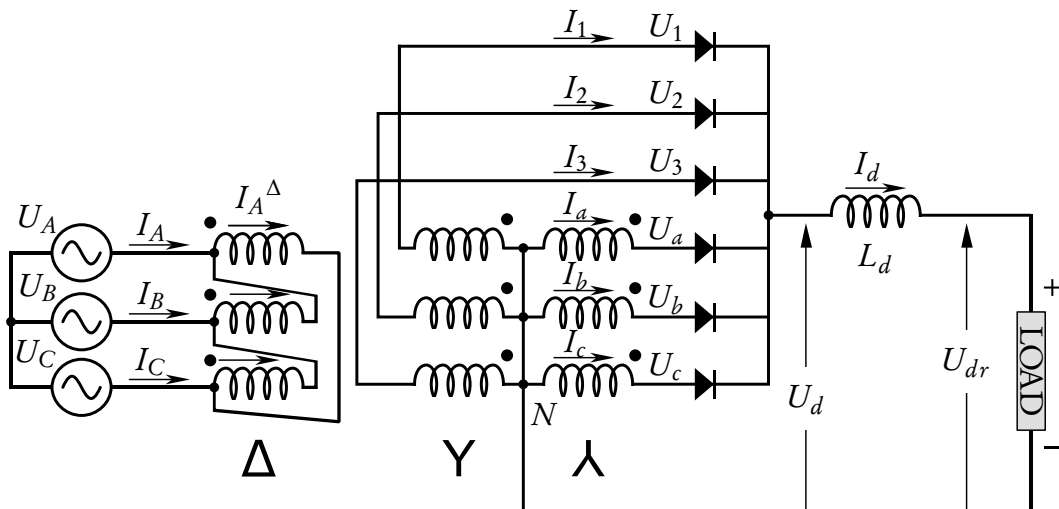 I1
U1
I2
U2
I3
U3
IA^Δ
Ia
Ua
Id
UA
IA
Ld
UB
IB
Ib
Ub
UC
IC
Ic
Uc
N
Ud
Udr
+
LOAD
−
Δ
Y
⅄